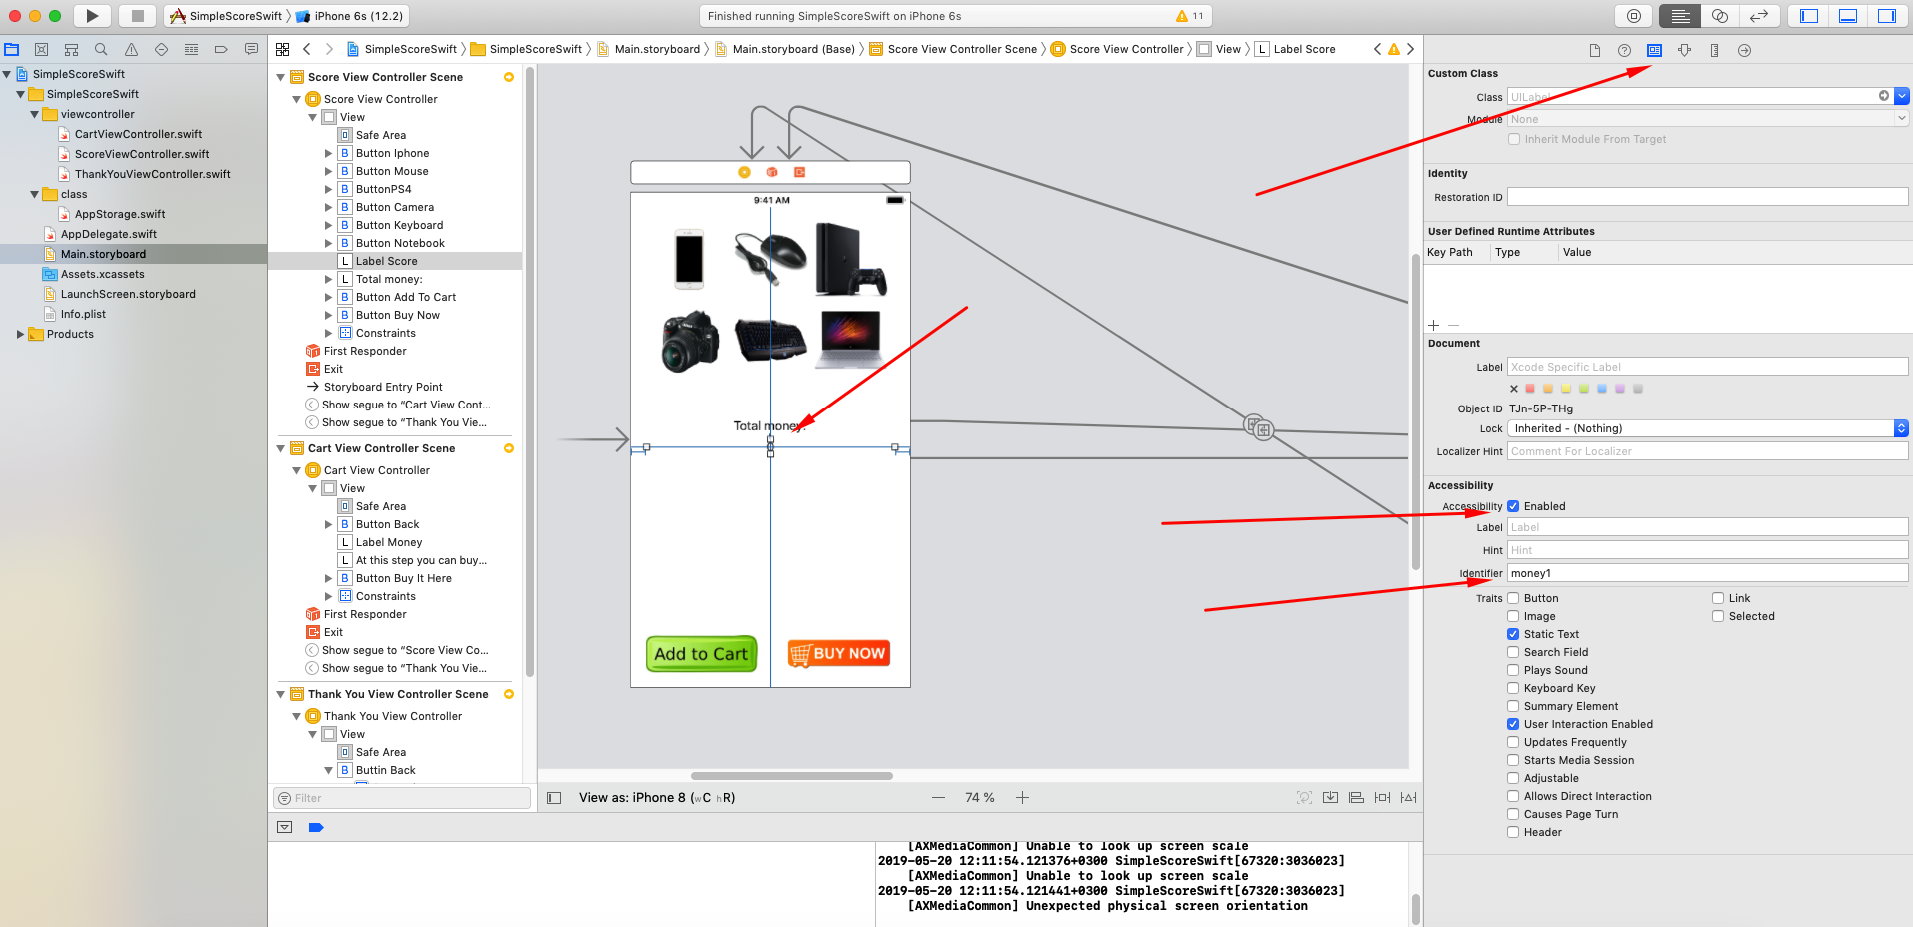 SimpleScoreSwift iPhone 6s (12.2)
Finished running SimpleScoreSwift on iPhone 6s
11
SimpleScoreSwift
SimpleScoreSwift
viewcontroller
CartViewController.swift
ScoreViewController.swift
ThankYouViewController.swift
class
AppStorage.swift
AppDelegate.swift
Main.storyboard
Assets.xcassets
LaunchScreen.storyboard
Info.plist
Products
SimpleScoreSwift SimpleScoreSwift Main.storyboard Main.storyboard (Base) Score View Controller Scene Score View Controller View L Label Score
Score View Controller Scene
Score View Controller
View
Safe Area
B Button Iphone
B Button Mouse
B ButtonPS4
B Button Camera
B Button Keyboard
B Button Notebook
L Label Score
L Total money:
B Button Add To Cart
B Button Buy Now
Constraints
First Responder
Exit
Storyboard Entry Point
Show segue to “Cart View Cont...
Show segue to “Thank You Vie...
Cart View Controller Scene
Cart View Controller
View
Safe Area
B Button Back
L Label Money
L At this step you can buy...
B Button Buy It Here
Constraints
First Responder
Exit
Show segue to “Score View Co...
Show segue to “Thank You Vie...
Thank You View Controller Scene
Thank You View Controller
View
Safe Area
B Buttin Back
Filter
9:41 AM
Total money:
Add to Cart
BUY NOW
View as: iPhone 8 (wC hR)
74 %
[AXMediaCommon] Unable to look up screen scale
2019-05-20 12:11:54.121376+0300 SimpleScoreSwift[67320:3036023]
[AXMediaCommon] Unable to look up screen scale
2019-05-20 12:11:54.121441+0300 SimpleScoreSwift[67320:3036023]
[AXMediaCommon] Unexpected physical screen orientation
Custom Class
Class UILabel
Module None
Inherit Module From Target
Identity
Restoration ID
User Defined Runtime Attributes
Key Path Type Value
Document
Label Xcode Specific Label
Object ID TJn-5P-THg
Lock Inherited - (Nothing)
Localizer Hint Comment For Localizer
Accessibility
Accessibility Enabled
Label Label
Hint Hint
Identifier money1
Traits Button Link
Image Selected
Static Text
Search Field
Plays Sound
Keyboard Key
Summary Element
User Interaction Enabled
Updates Frequently
Starts Media Session
Adjustable
Allows Direct Interaction
Causes Page Turn
Header